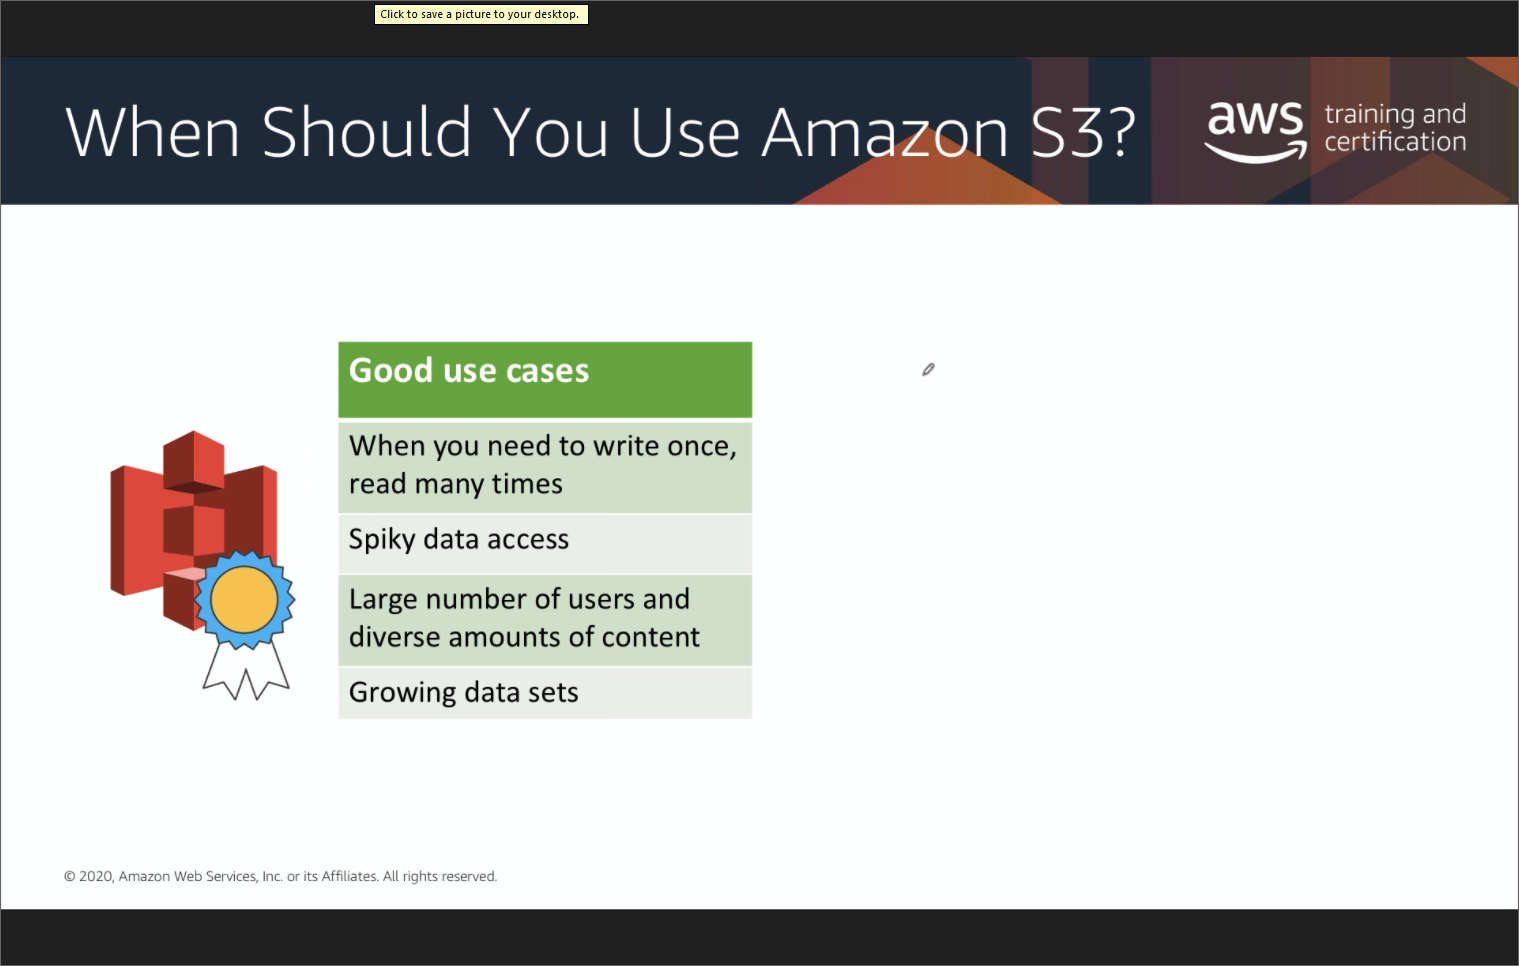 Click to save a picture to your desktop.
When Should You Use Amazon S3?
aws
training and
certification
Good use cases
When you need to write once,
read many times
Spiky data access
Large number of users and
diverse amounts of content
Growing data sets
© 2020, Amazon Web Services, Inc. or its Affiliates. All rights reserved.